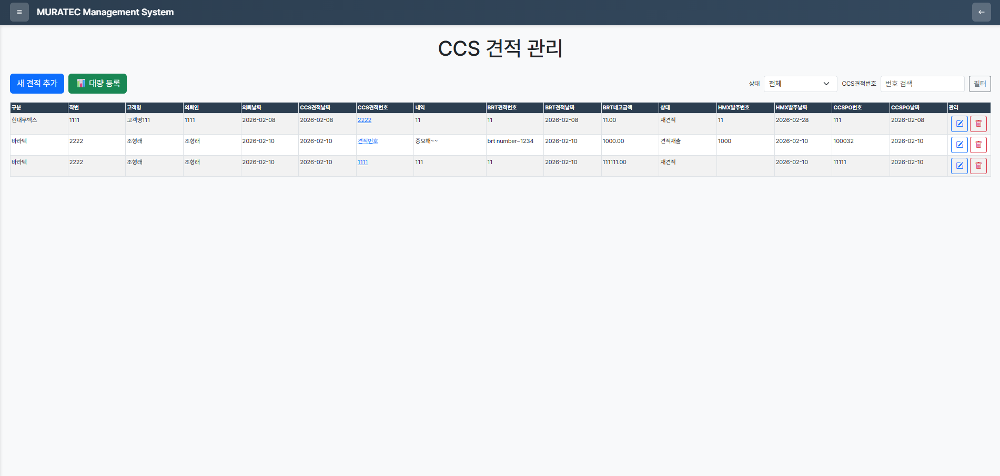 MURATEC Management System
CCS 견적 관리
새 견적 추가 대량 등록 상태 전체 CCS견적번호 번호 검색 필터
구분 작번 고객명 의뢰인 의뢰날짜 CCS견적날짜 CCS견적번호 내역 BRT견적번호 BRT견적날짜 BRT네고금액 상태 HMX발주번호 HMX발주날짜 CCSPO번호 CCSPO날짜 관리
현대무벡스 1111 고객명111 1111 2026-02-08 2026-02-08 2222 11 11 2026-02-08 11.00 재견적 11 2026-02-28 111 2026-02-08
바라텍 2222 조형래 조형래 2026-02-10 2026-02-10 견적번호 중요해~~ brt number~1234 2026-02-10 1000.00 견적재출 1000 2026-02-10 100032 2026-02-10
바라텍 2222 조형래 조형래 2026-02-10 2026-02-10 1111 111 11 2026-02-10 111111.00 재견적 2026-02-10 11111 2026-02-10